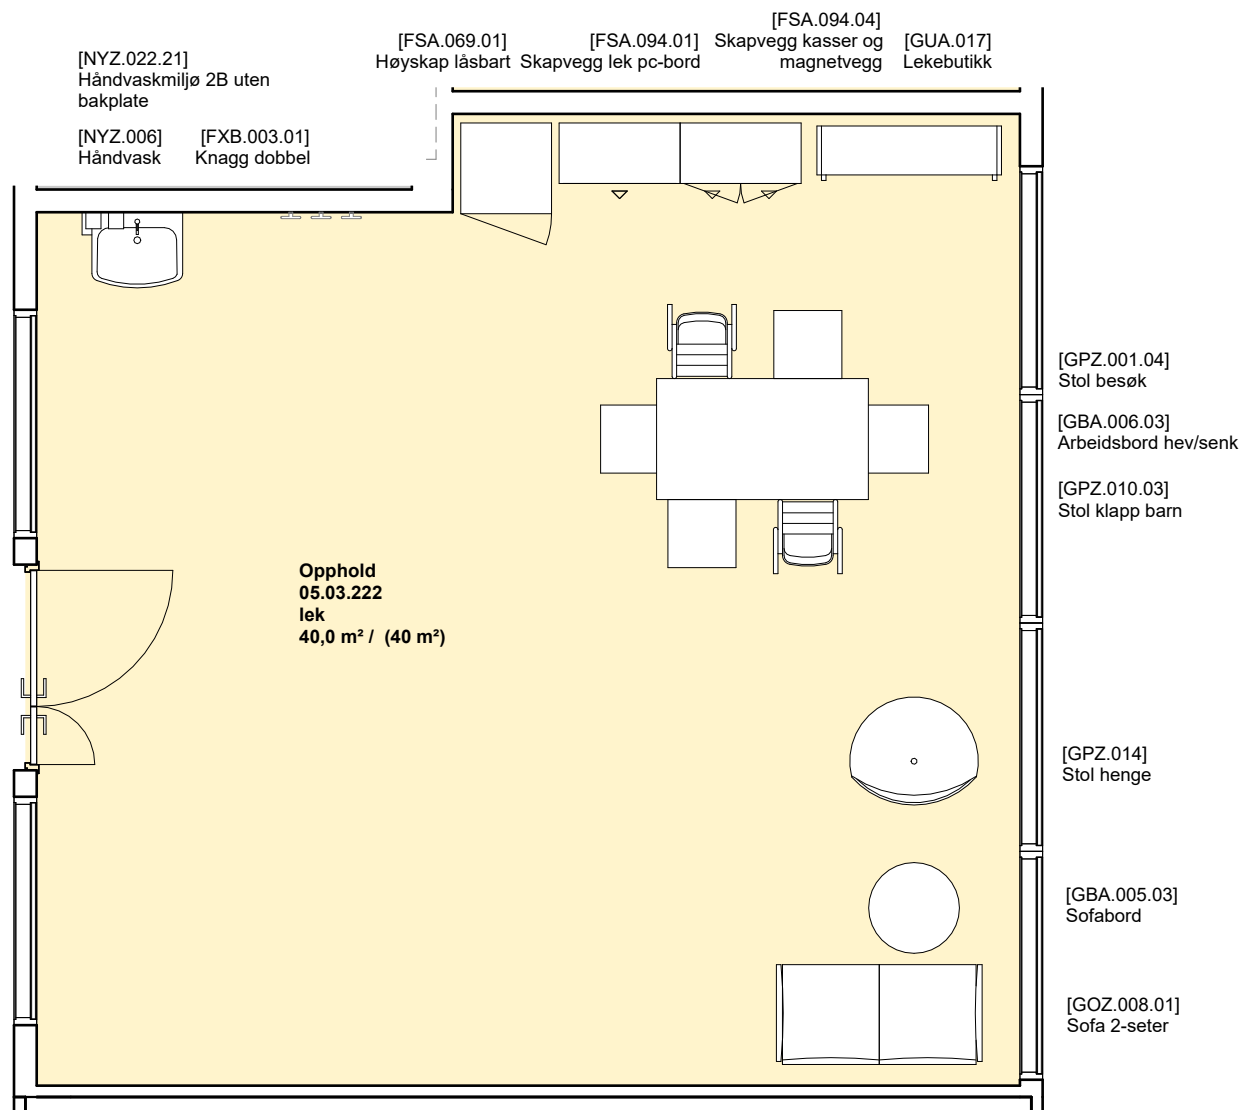 [NYZ.022.21]
Håndvaskmiljø 2B uten
bakplate
[NYZ.006]
Håndvask
[FXB.003.01]
Knagg dobbel
[FSA.069.01]
Høyskap låsbart
[FSA.094.01]
Skapvegg lek pc-bord
[FSA.094.04]
Skapvegg kasser og
magnetvegg
[GUA.017]
Lekebutikk
[GPZ.001.04]
Stol besøk
[GBA.006.03]
Arbeidsbord hev/senk
[GPZ.010.03]
Stol klapp barn
Opphold
05.03.222
lek
40,0 m² / (40 m²)
[GPZ.014]
Stol henge
[GBA.005.03]
Sofabord
[GOZ.008.01]
Sofa 2-seter